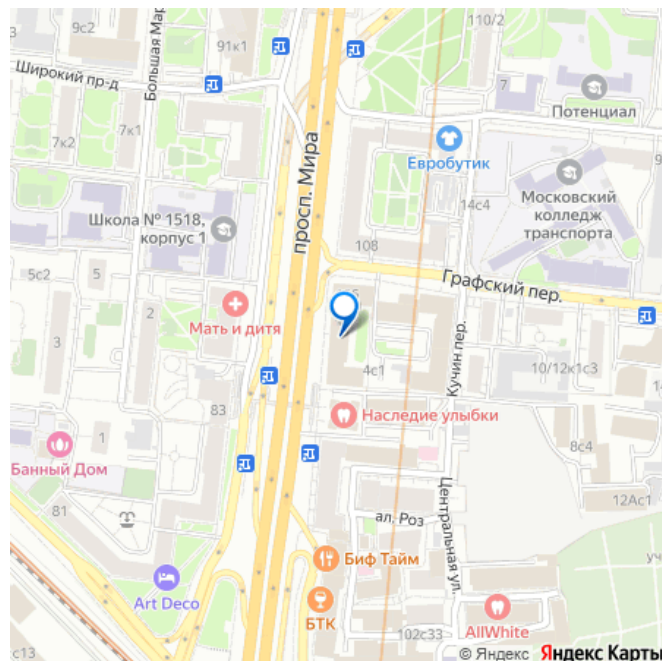 9с2
91к1
110/2
Большая Мар
Широкий пр-д
7
Потенциал
7к2
7к1
просп. Мира
Евробутик
Московский
колледж
транспорта
14с4
Школа № 1518,
корпус 1
108
5с2
5
Графский пер.
2
Мать и дитя
3
4с1
Кучин пер.
10/12к1с3
83
Наследие улыбки
1
8с4
Банный Дом
12Ас1
81
Центральная ул.
ал. Роз
Биф Тайм
уч
Art Deco
БТК
AllWhite
102с33
с13
© Яндекс Яндекс Карты